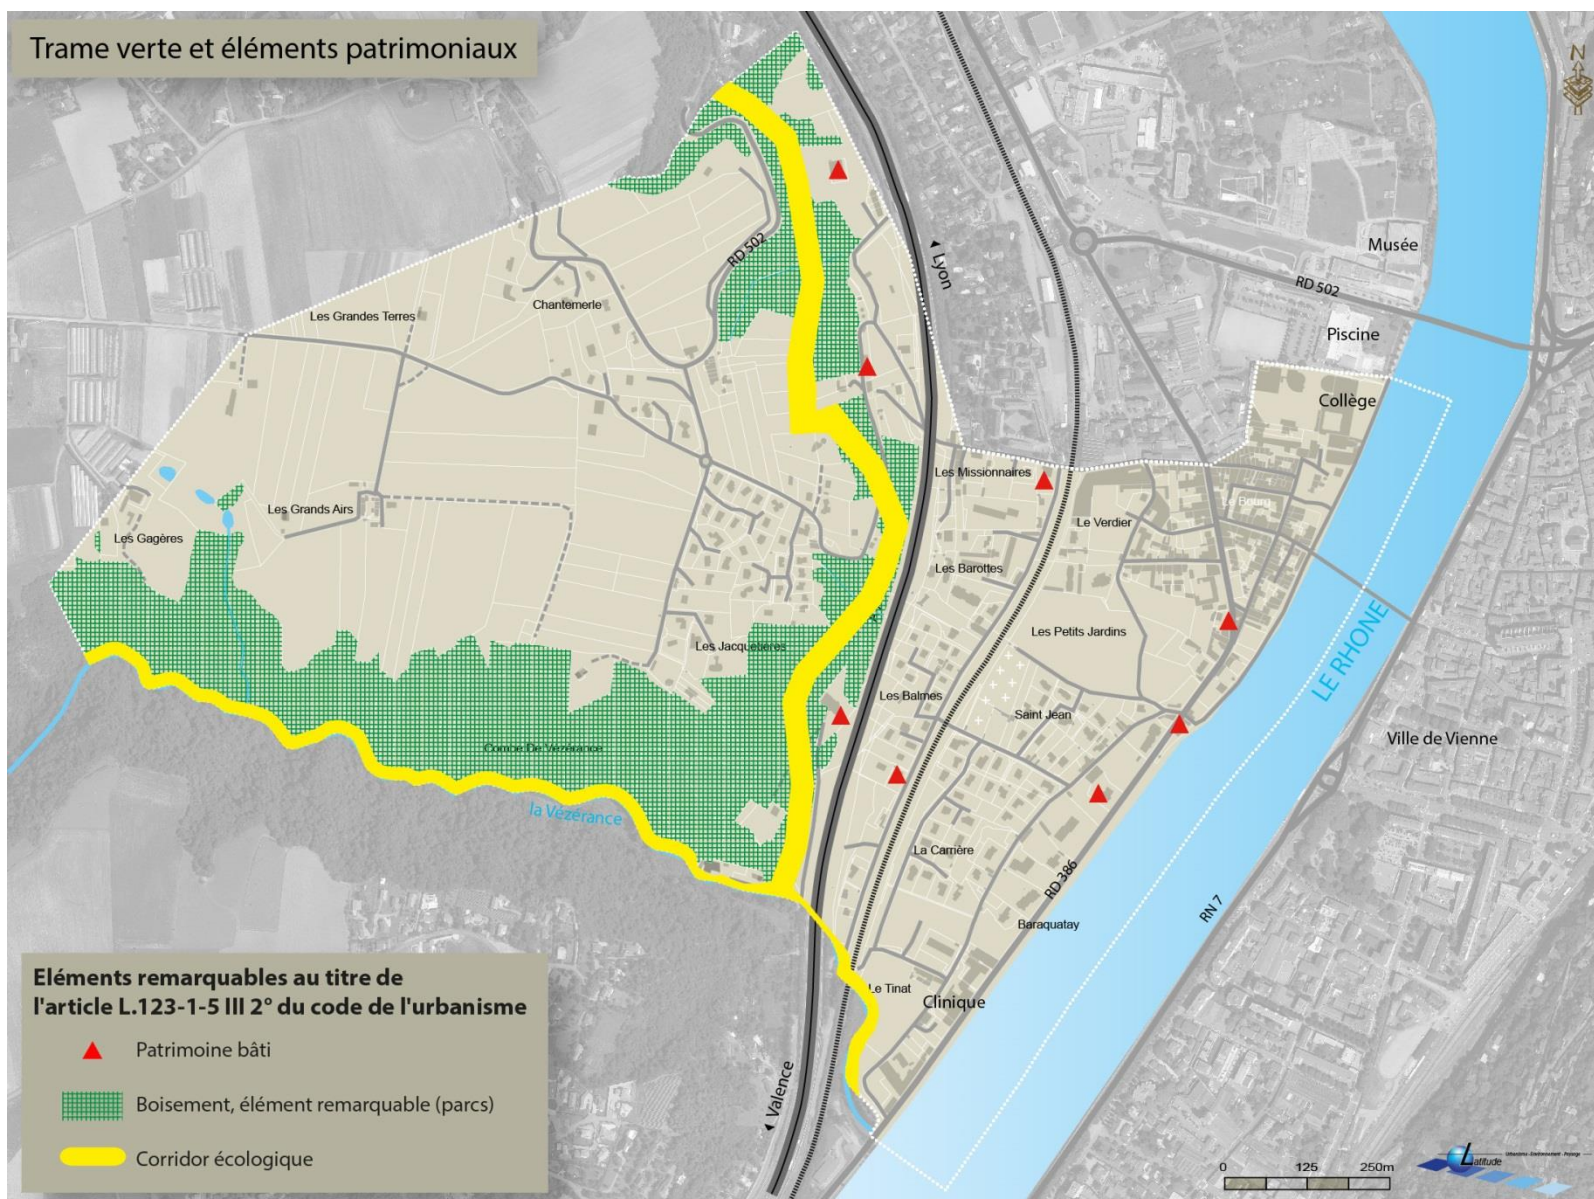 Trame verte et éléments patrimoniaux
N
Lyon
Musée
RD 502
RD 502
Piscine
Chantemerle
Les Grandes Terres
Collège
Les Missionnaires
Le Bourg
Le Verdier
Les Grands Airs
Les Gagères
Les Barottes
Les Petits Jardins
LE RHONE
Les Jacquetières
Les Balmes
Saint Jean
Ville de Vienne
Combe De Vezérance
la Vézérance
La Carrière
RD 386
RN 7
Baraquatay
Le Tinat
Clinique
Valence
Eléments remarquables au titre de
l'article L.123-1-5 III 2° du code de l'urbanisme
Patrimoine bâti
Boisement, élément remarquable (parcs)
Corridor écologique
0 125 250m
Latitude